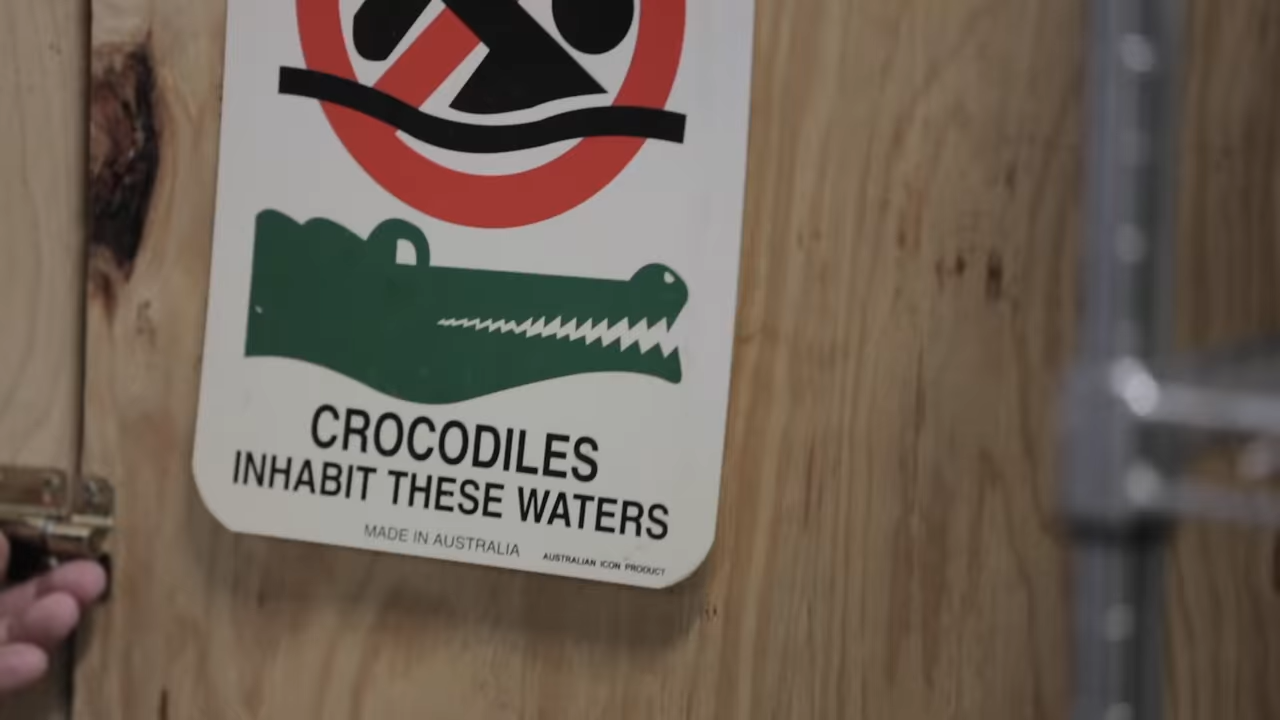 CROCODILES
INHABIT THESE WATERS
MADE IN AUSTRALIA
AUSTRALIAN ICON PRODUCT